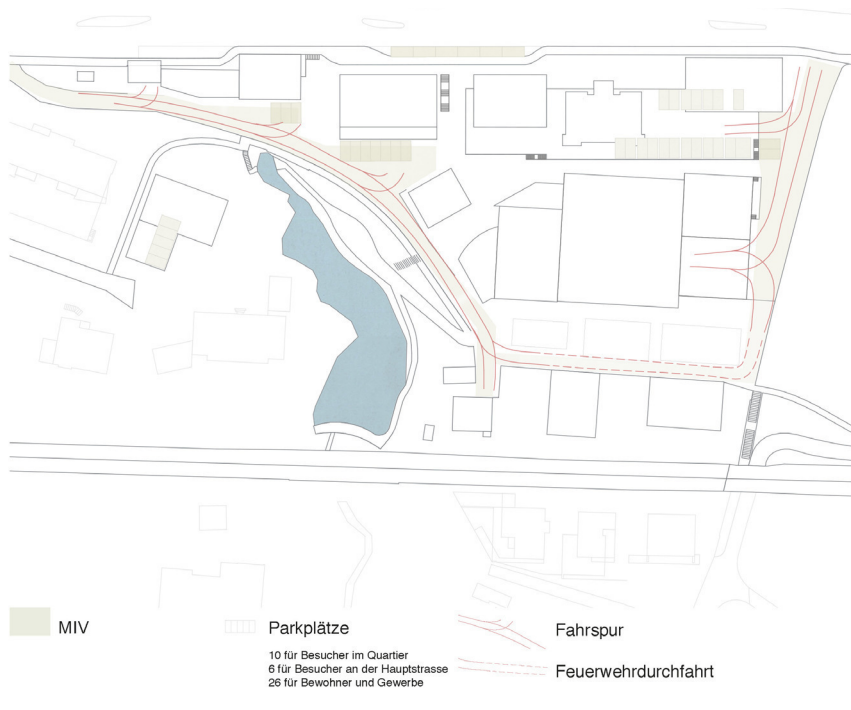 MIV
Parkplätze
10 für Besucher im Quartier
6 für Besucher an der Hauptstrasse
26 für Bewohner und Gewerbe
Fahrspur
Feuerwehrdurchfahrt